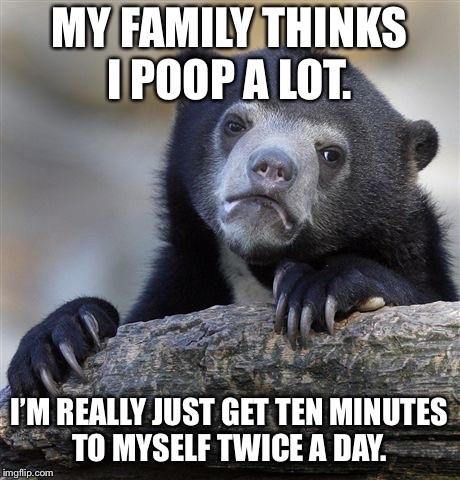 MY FAMILY THINKS
I POOP A LOT.
I'M REALLY JUST GET TEN MINUTES
TO MYSELF TWICE A DAY.
imgflip.com